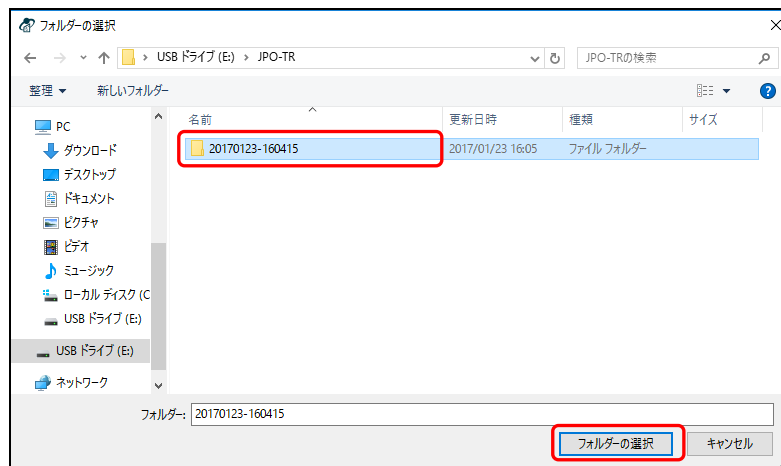 フォルダーの選択
USB ドライブ (E:) › JPO-TR
JPO-TRの検索
整理
新しいフォルダー
名前
更新日時
種類
サイズ
20170123-160415
2017/01/23 16:05
ファイル フォルダー
PC
ダウンロード
デスクトップ
ドキュメント
ピクチャ
ビデオ
ミュージック
ローカル ディスク (C
USB ドライブ (E:)
USB ドライブ (E:)
ネットワーク
フォルダー: 20170123-160415
フォルダーの選択
キャンセル